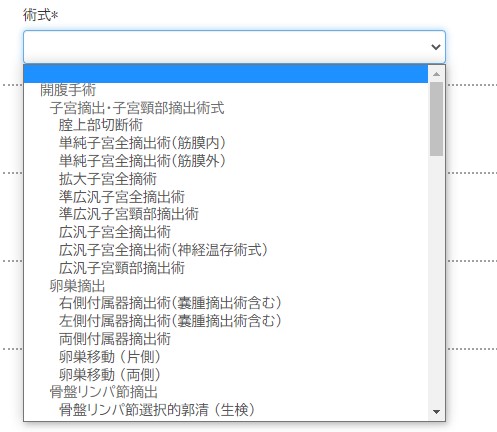 術式*
開腹手術
子宮摘出・子宮頸部摘出術式
腟上部切断術
単純子宮全摘出術(筋膜内)
単純子宮全摘出術(筋膜外)
拡大子宮全摘術
準広汎子宮全摘出術
準広汎子宮頸部摘出術
広汎子宮全摘出術
広汎子宮全摘出術(神経温存術式)
広汎子宮頸部摘出術
卵巣摘出
右側付属器摘出術(嚢腫摘出術含む)
左側付属器摘出術(嚢腫摘出術含む)
両側付属器摘出術
卵巣移動 (片側)
卵巣移動 (両側)
骨盤リンパ節摘出
骨盤リンパ節選択的郭清 (生検)